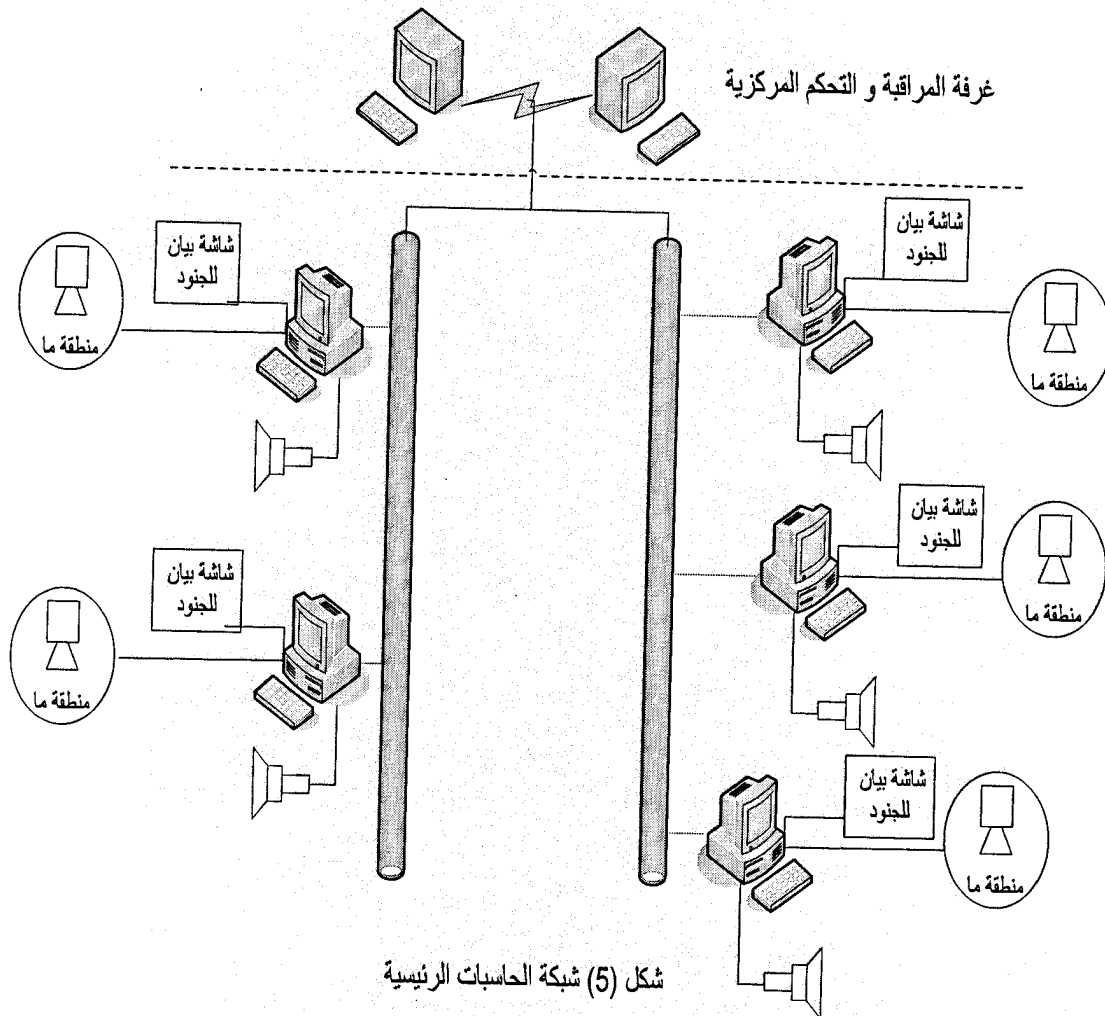 غرفة المراقبة و التحكم المركزية
شاشة بيان
للجنود
منطقة ما
شاشة بيان
للجنود
منطقة ما
شاشة بيان
للجنود
منطقة ما
شاشة بيان
للجنود
منطقة ما
شاشة بيان
للجنود
منطقة ما
شكل (5) شبكة الحاسبات الرئيسية